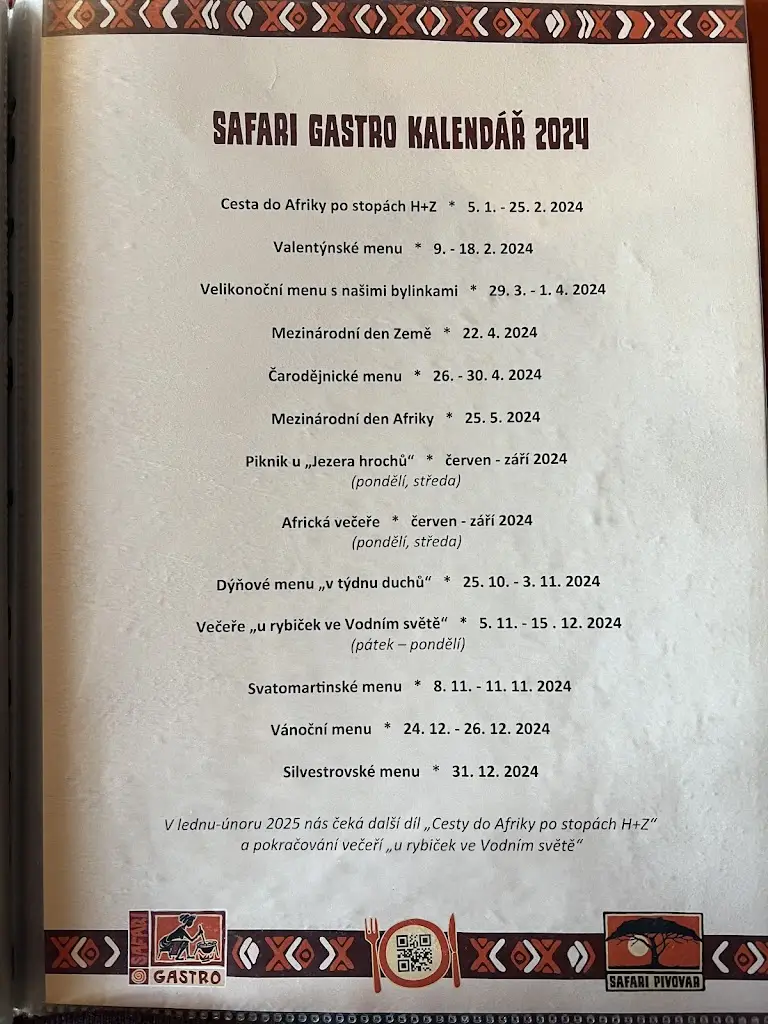 SAFARI GASTRO KALENDÁŘ 2024
Cesta do Afriky po stopách H+Z * 5. 1. - 25. 2. 2024
Valentýnské menu * 9. - 18. 2. 2024
Velikonoční menu s našimi bylinkami * 29. 3. - 1. 4. 2024
Mezinárodní den Země * 22. 4. 2024
Čarodějnické menu * 26. - 30. 4. 2024
Mezinárodní den Afriky * 25. 5. 2024
Piknik u „Jezera hrochů“ * červen - září 2024
(pondělí, středa)
Africká večeře * červen - září 2024
(pondělí, středa)
Dýňové menu „v týdnu duchů“ * 25. 10. - 3. 11. 2024
Večeře „u rybiček ve Vodním světě“ * 5. 11. - 15 . 12. 2024
(pátek – pondělí)
Svatomartinské menu * 8. 11. - 11. 11. 2024
Vánoční menu * 24. 12. - 26. 12. 2024
Silvestrovské menu * 31. 12. 2024
V lednu-únoru 2025 nás čeká další díl „Cesty do Afriky po stopách H+Z“
a pokračování večeří „u rybiček ve Vodním světě“
SAFARI
GASTRO
SAFARI PIVOVAR